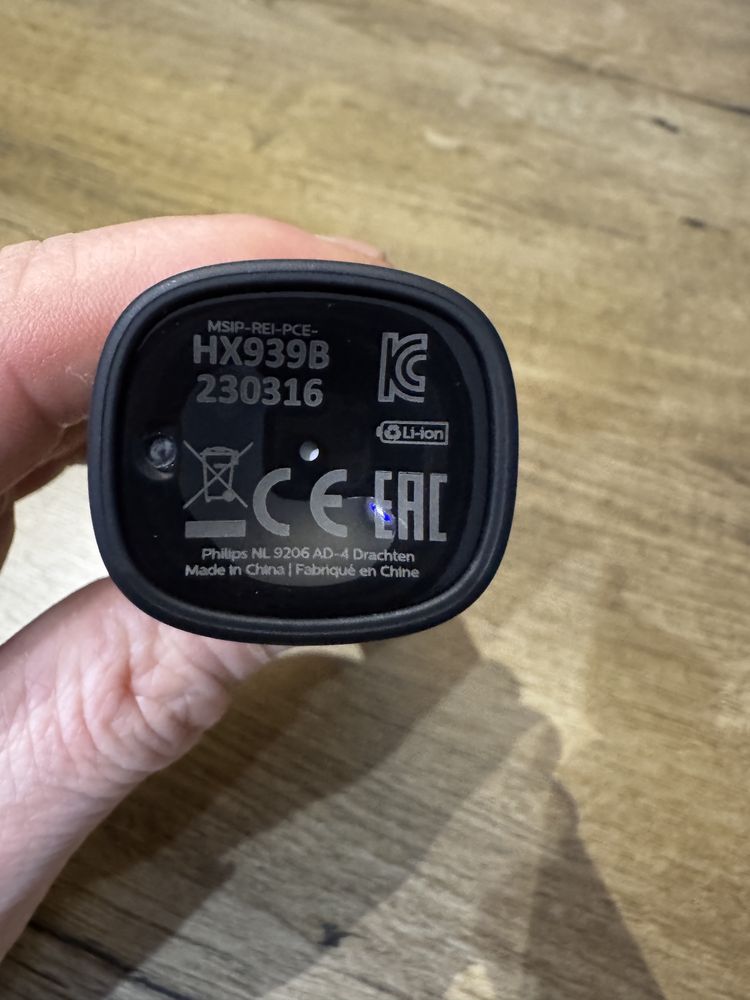 MSIP-REI-PCE-
HX939B
230316
KC
Li-ion
CE EAC
Philips NL 9206 AD-4 Drachten
Made in China | Fabriqué en Chine